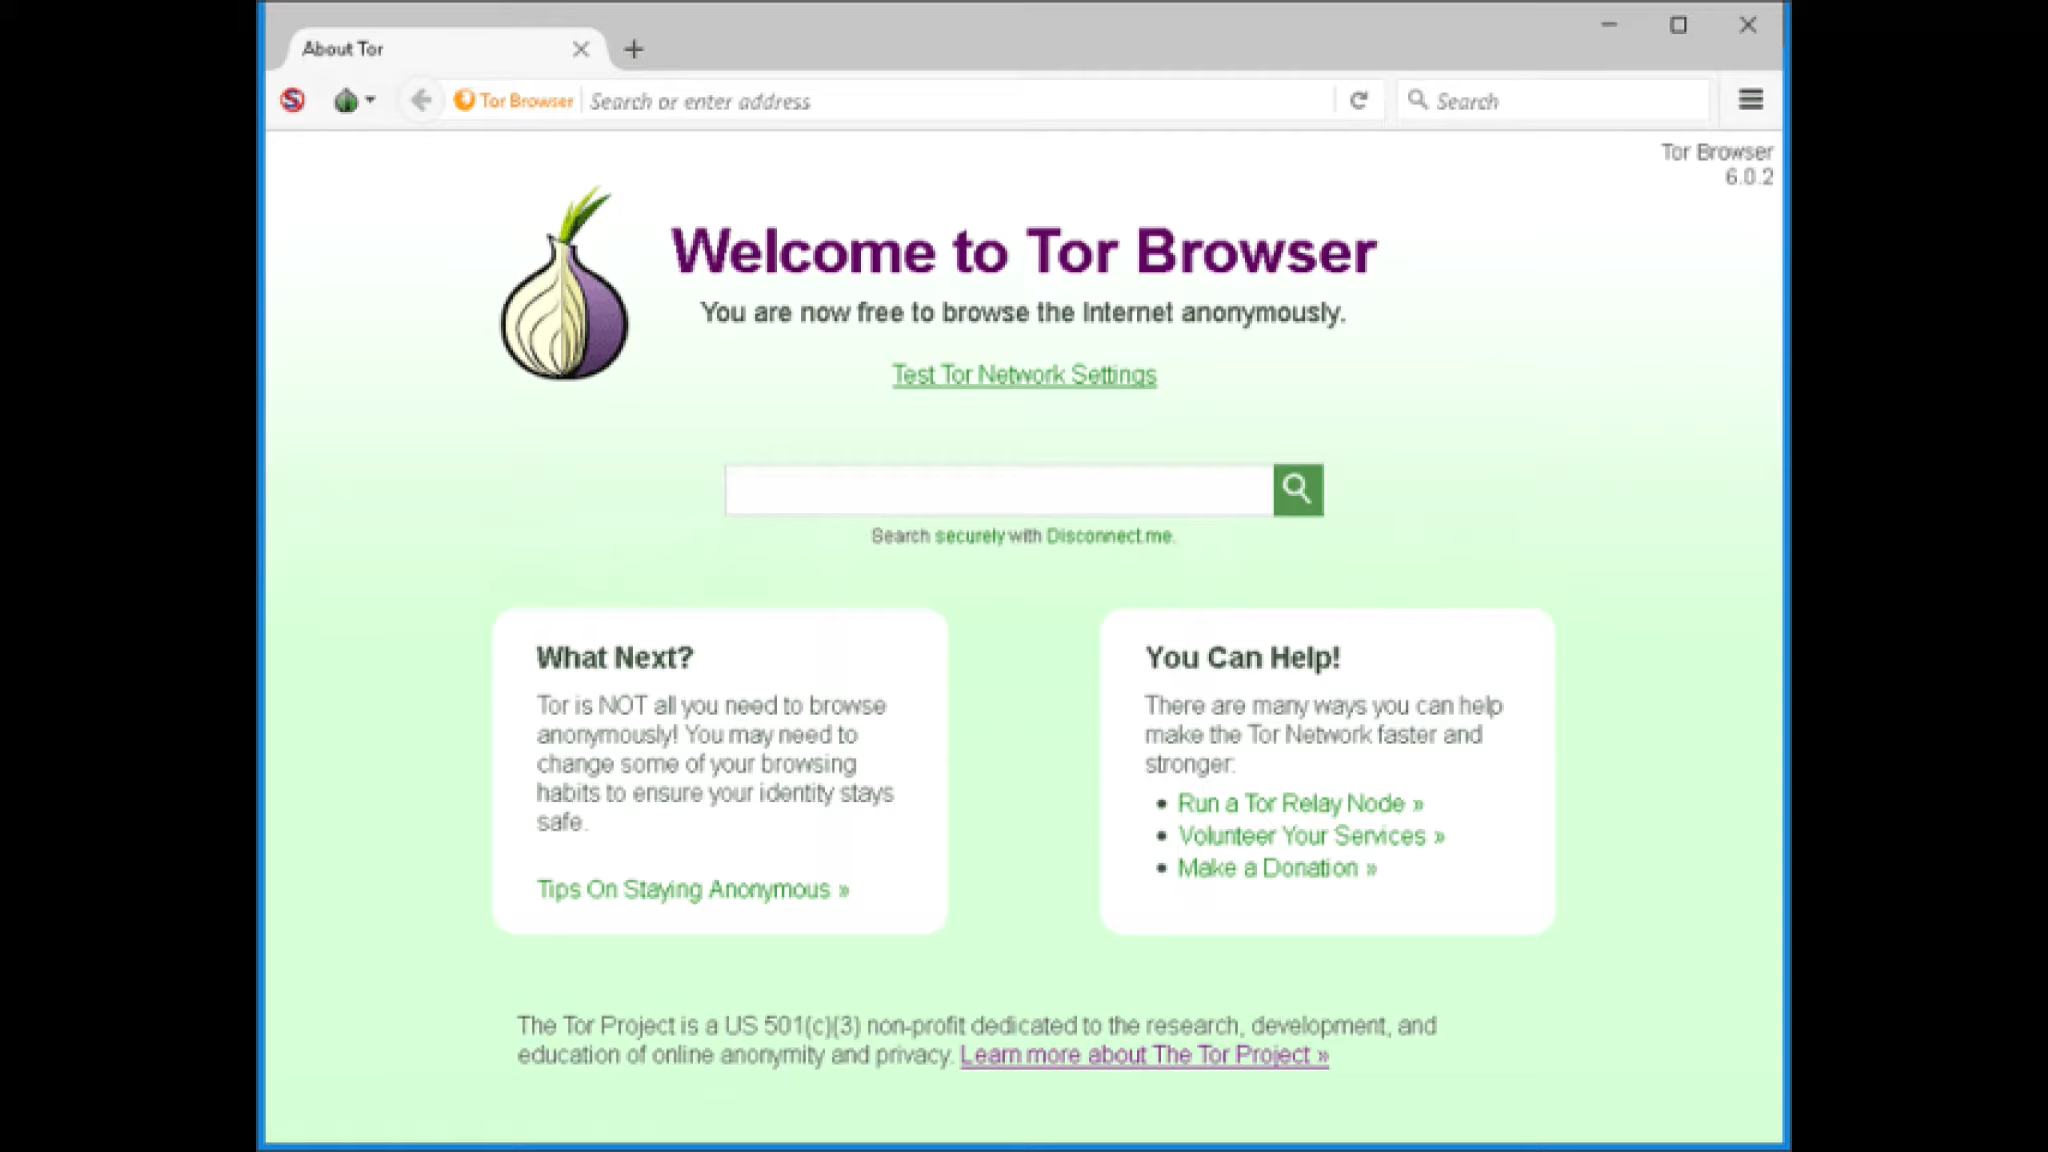 About Tor
Tor Browser
Search or enter address
Search
Tor Browser
6.0.2
Welcome to Tor Browser
You are now free to browse the Internet anonymously.
Test Tor Network Settings
Search securely with Disconnect.me.
What Next?
Tor is NOT all you need to browse
anonymously! You may need to
change some of your browsing
habits to ensure your identity stays
safe.
Tips On Staying Anonymous »
You Can Help!
There are many ways you can help
make the Tor Network faster and
stronger:
Run a Tor Relay Node »
Volunteer Your Services »
Make a Donation »
The Tor Project is a US 501(c)(3) non-profit dedicated to the research, development, and
education of online anonymity and privacy. Learn more about The Tor Project »